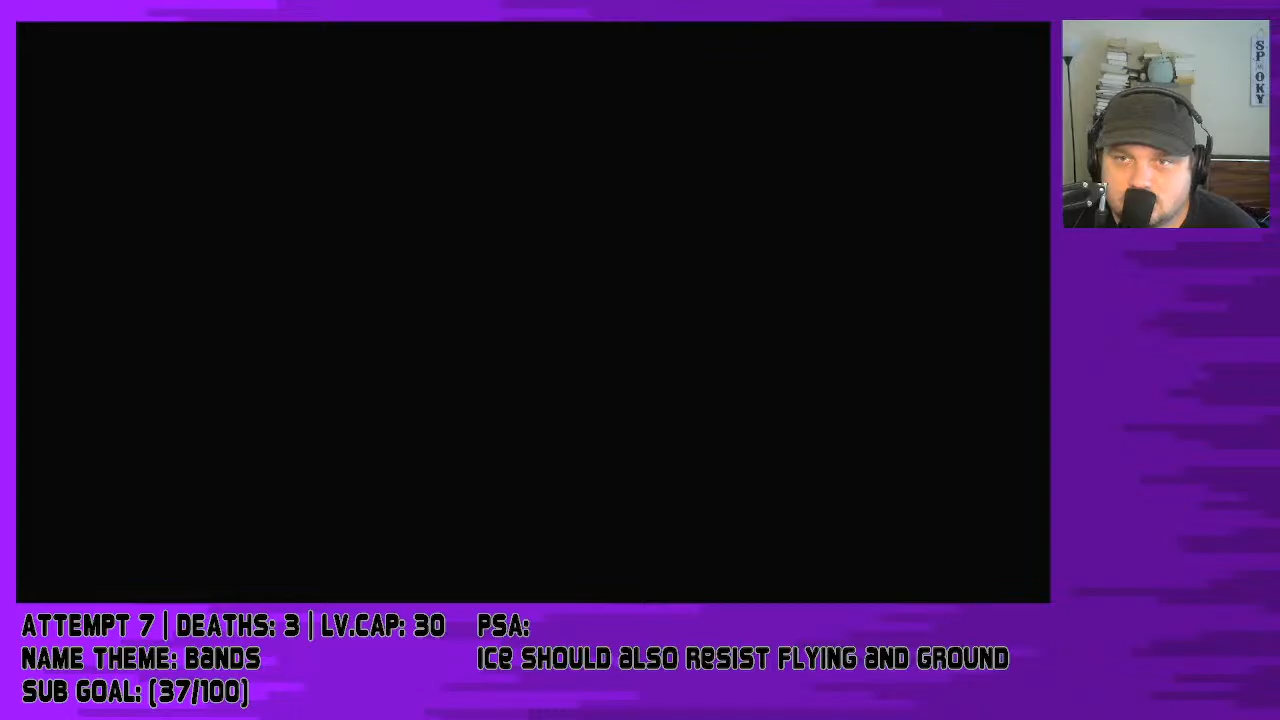 SPOOKY
ATTEMPT 7 | DEATHS: 3 | LV.CAP: 30
NAME THEME: BANDS
SUB GOAL: (37/100)
PSA:
ICE SHOULD ALSO RESIST FLYING AND GROUND